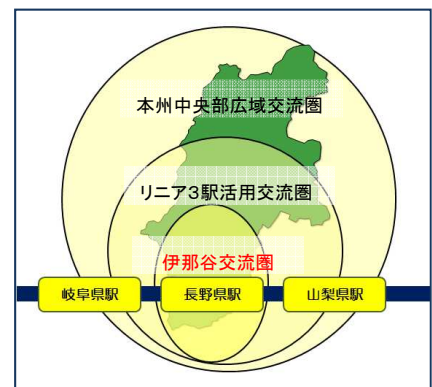 本州中央部広域交流圏
リニア3駅活用交流圏
伊那谷交流圏
岐阜県駅
長野県駅
山梨県駅